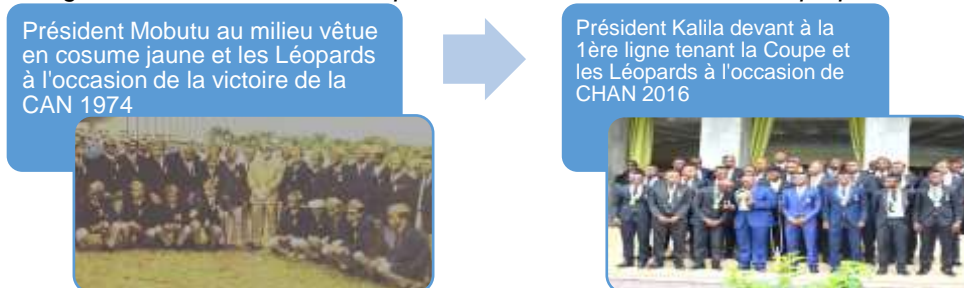 Président Mobutu au milieu vêtue
en cosume jaune et les Léopards
à l'occasion de la victoire de la
CAN 1974
Président Kalila devant à la
1ère ligne tenant la Coupe et
les Léopards à l'occasion de
CHAN 2016